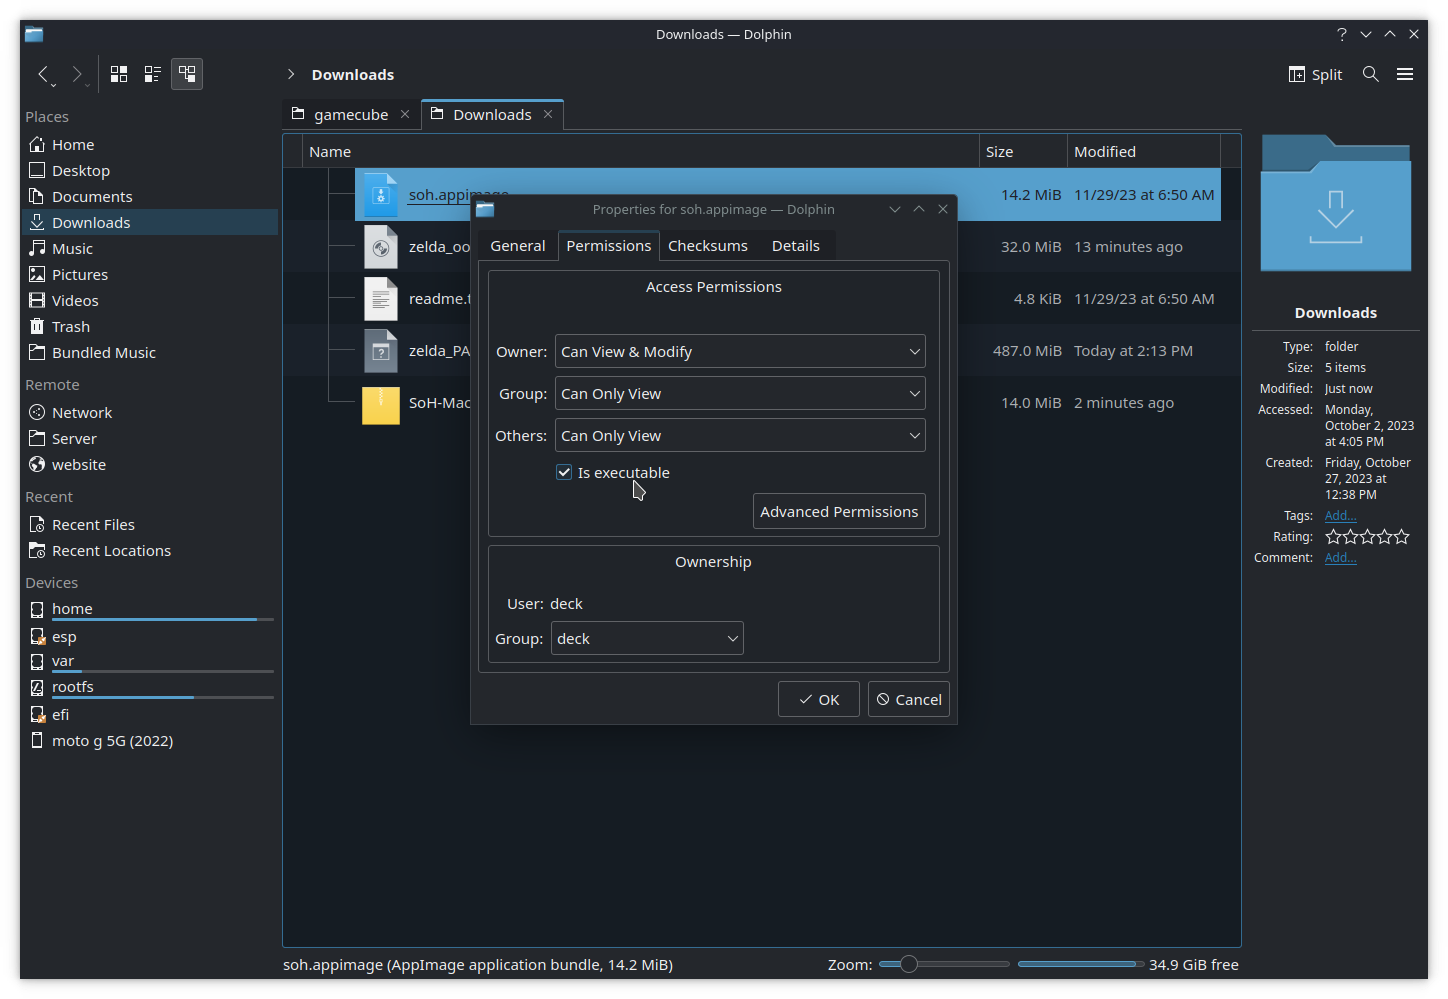 Downloads — Dolphin
Downloads
Split
Places
Home
Desktop
Documents
Downloads
Music
Pictures
Videos
Trash
Bundled Music
Remote
Network
Server
website
Recent
Recent Files
Recent Locations
Devices
home
esp
var
rootfs
efi
moto g 5G (2022)
gamecube
Downloads
Name Size Modified
soh.appimage 14.2 MiB 11/29/23 at 6:50 AM
zelda_oo 32.0 MiB 13 minutes ago
readme.t 4.8 KiB 11/29/23 at 6:50 AM
zelda_PA 487.0 MiB Today at 2:13 PM
SoH-Mac 14.0 MiB 2 minutes ago
Properties for soh.appimage — Dolphin
General Permissions Checksums Details
Access Permissions
Owner: Can View & Modify
Group: Can Only View
Others: Can Only View
Is executable
Advanced Permissions
Ownership
User: deck
Group: deck
OK Cancel
Downloads
Type: folder
Size: 5 items
Modified: Just now
Accessed: Monday,
October 2, 2023
at 4:05 PM
Created: Friday, October
27, 2023 at
12:38 PM
Tags: Add...
Rating:
Comment: Add...
soh.appimage (AppImage application bundle, 14.2 MiB)
Zoom:
34.9 GiB free